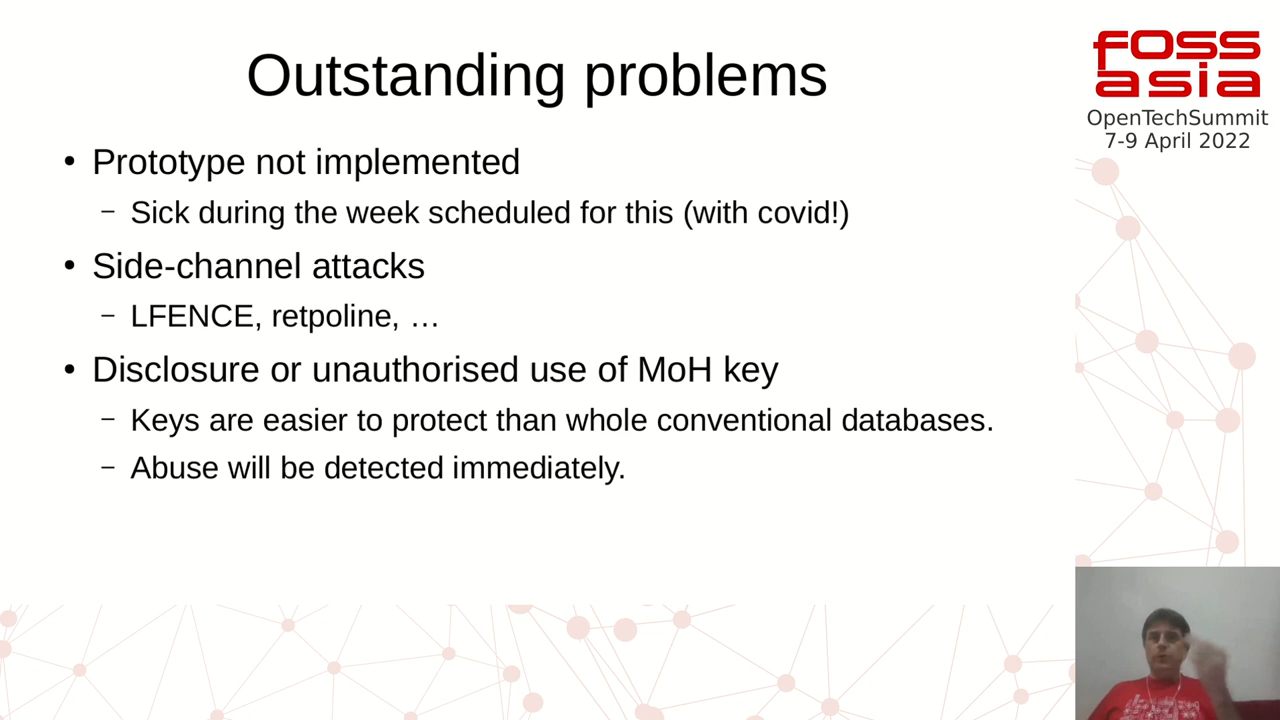 Outstanding problems
• Prototype not implemented
– Sick during the week scheduled for this (with covid!)
• Side-channel attacks
– LFENCE, retpoline, …
• Disclosure or unauthorised use of MoH key
– Keys are easier to protect than whole conventional databases.
– Abuse will be detected immediately.
foss
asia
OpenTechSummit
7-9 April 2022